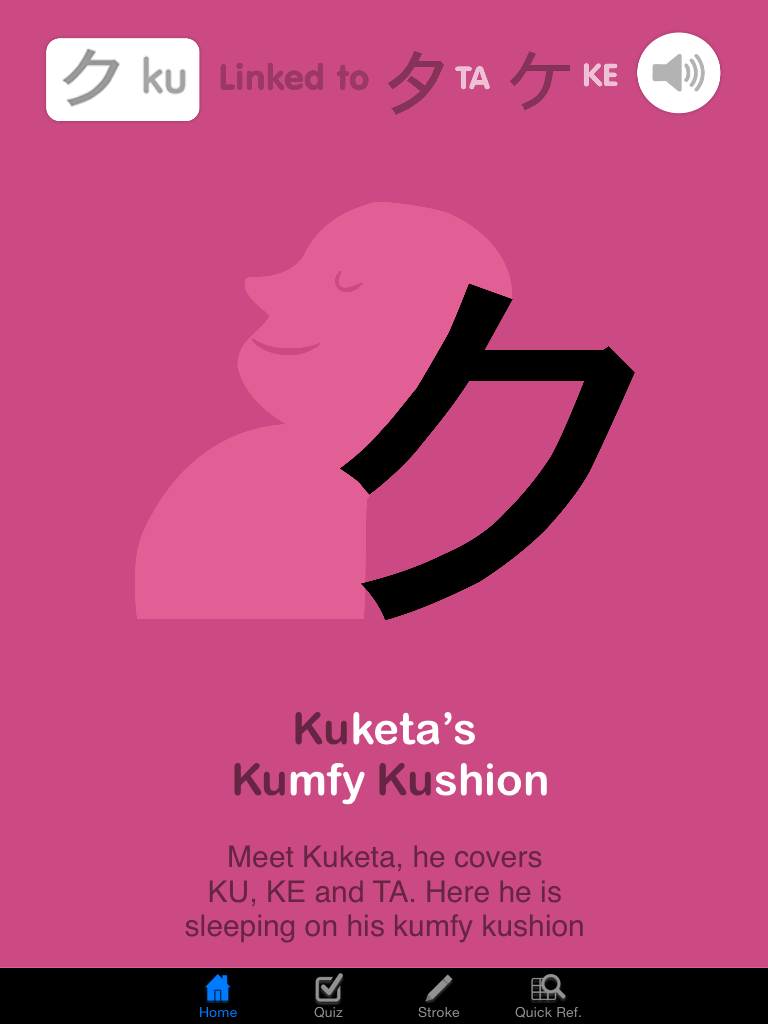 ク ku Linked to タ TA ケ KE
ク
Kuketa's
Kumfy Kushion
Meet Kuketa, he covers
KU, KE and TA. Here he is
sleeping on his kumfy kushion
Home Quiz Stroke Quick Ref.